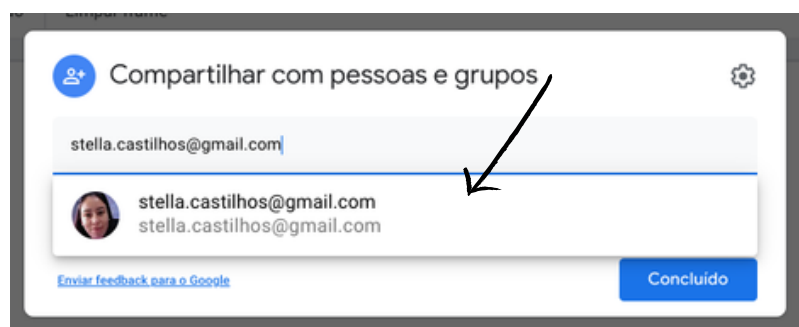 Limpar frame
Compartilhar com pessoas e grupos
stella.castilhos@gmail.com
stella.castilhos@gmail.com
stella.castilhos@gmail.com
Enviar feedback para o Google
Concluído